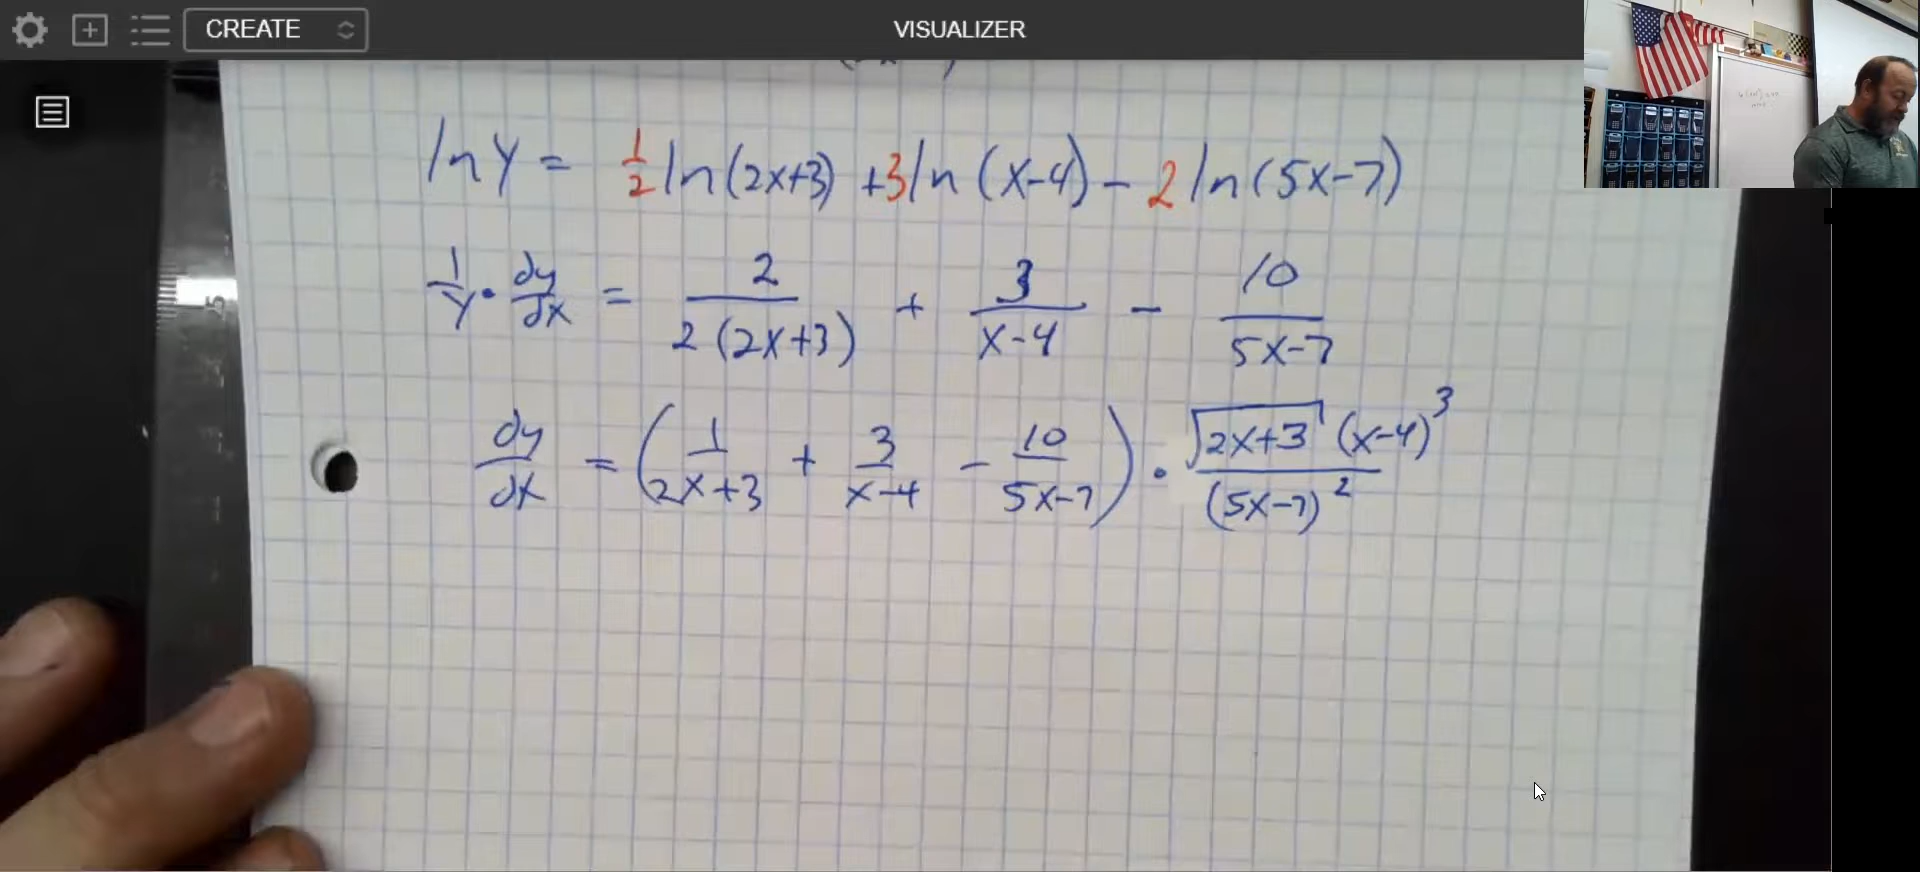 CREATE
VISUALIZER
ln y = 1/2 ln(2x+3) + 3 ln (x-4) - 2 ln (5x-7)
1/y · dy/dx = 2/2(2x+3) + 3/x-4 - 10/5x-7
dy/dx = (1/2x+3 + 3/x-4 - 10/5x-7) · √2x+3 (x-4)³/(5x-7)²